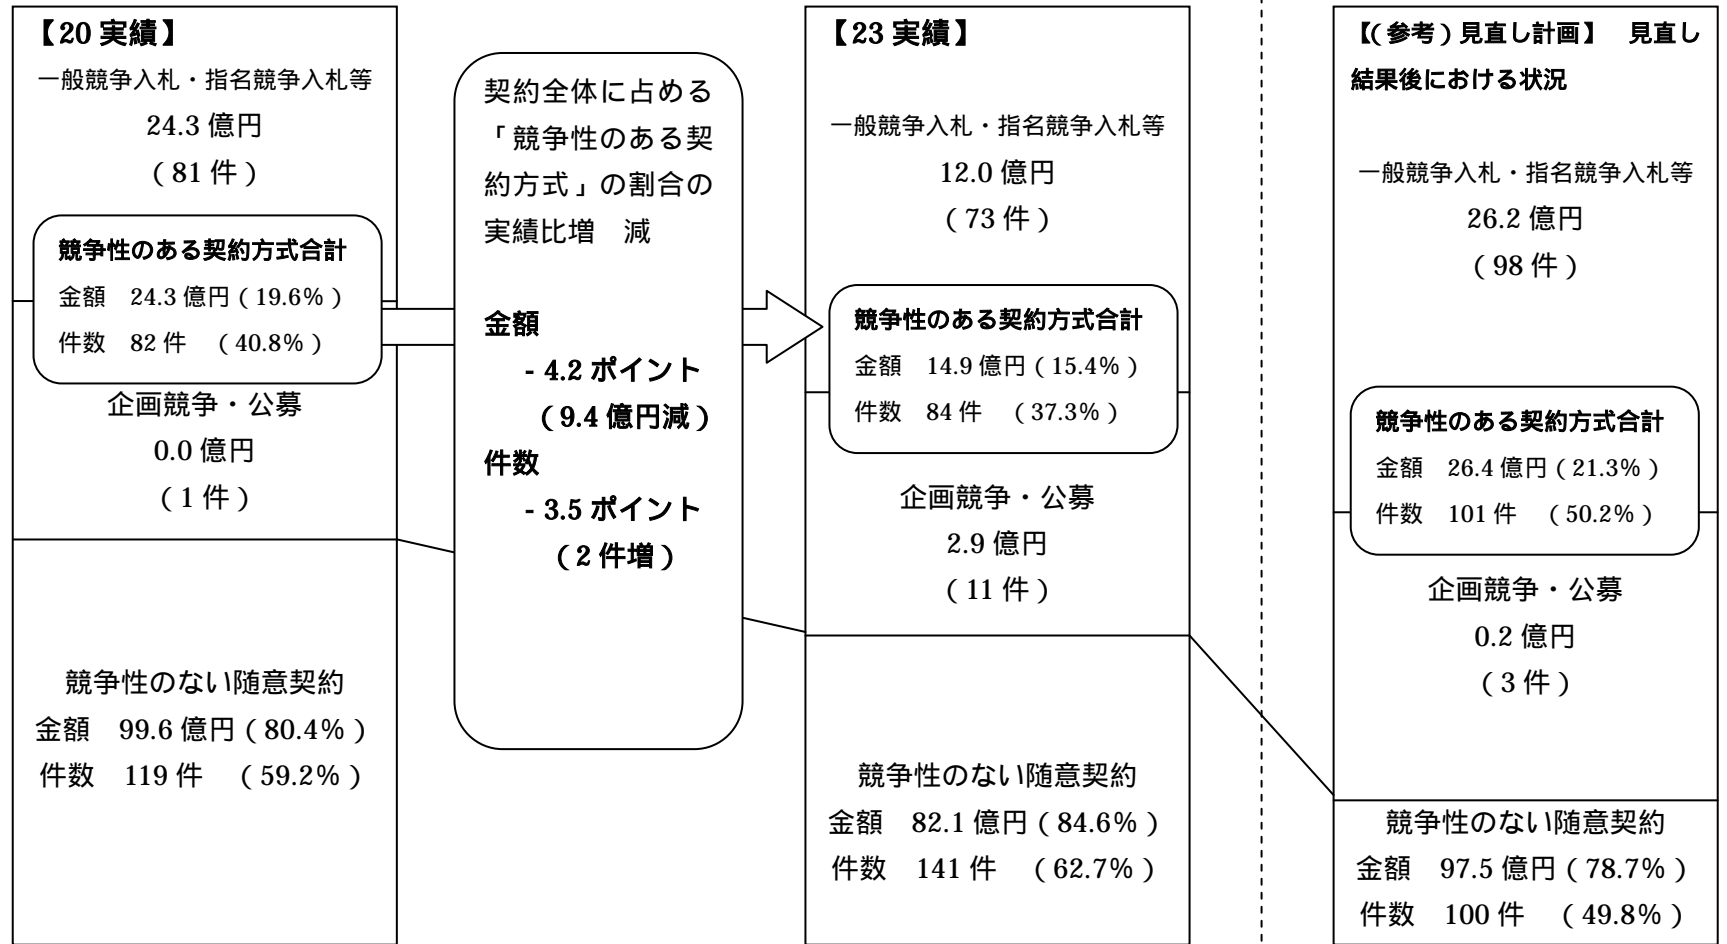 【20 実績】
一般競争入札・指名競争入札等
24.3 億円
（81 件）
競争性のある契約方式合計
金額　24.3 億円（19.6%）
件数　82 件　（40.8%）
企画競争・公募
0.0 億円
（1 件）
競争性のない随意契約
金額　99.6 億円（80.4%）
件数　119 件　（59.2%）
契約全体に占める
「競争性のある契
約方式」の割合の
実績比増　減
金額
- 4.2 ポイント
（9.4 億円減）
件数
- 3.5 ポイント
（2 件増）
【23 実績】
一般競争入札・指名競争入札等
12.0 億円
（73 件）
競争性のある契約方式合計
金額　14.9 億円（15.4%）
件数　84 件　（37.3%）
企画競争・公募
2.9 億円
（11 件）
競争性のない随意契約
金額　82.1 億円（84.6%）
件数　141 件　（62.7%）
【（参考）見直し計画】　見直し
結果後における状況
一般競争入札・指名競争入札等
26.2 億円
（98 件）
競争性のある契約方式合計
金額　26.4 億円（21.3%）
件数　101 件　（50.2%）
企画競争・公募
0.2 億円
（3 件）
競争性のない随意契約
金額　97.5 億円（78.7%）
件数　100 件　（49.8%）